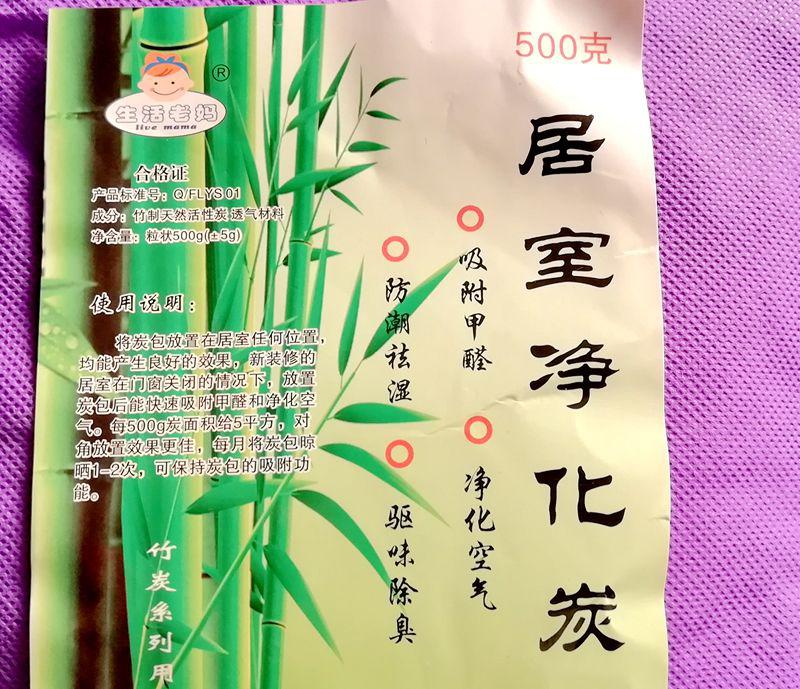 500克
居室净化炭
生活老妈
live mama
®
合格证
产品标准号：Q/FLYS 01
成分：竹制天然活性炭 透气材料
净含量：粒状500g(±5g)
吸附甲醛
防潮祛湿
净化空气
驱味除臭
使用说明：
将炭包放置在居室任何位置，
均能产生良好的效果，新装修的
居室在门窗关闭的情况下，放置
炭包后能快速吸附甲醛和净化空
气。每500g炭面积给5平方，对
角放置效果更佳，每月将炭包晾
晒1-2次，可保持炭包的吸附功
能。
竹炭系列用